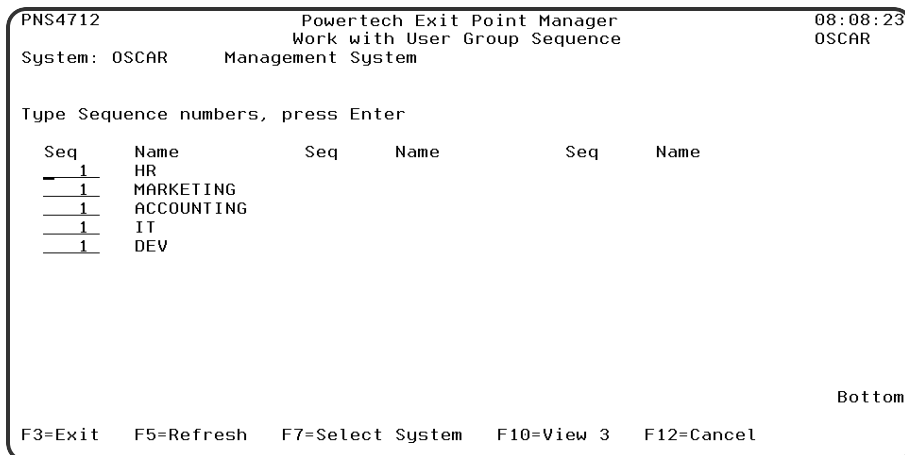 PNS4712 Powertech Exit Point Manager 08:08:23
Work with User Group Sequence OSCAR
System: OSCAR Management System
Type Sequence numbers, press Enter
Seq Name Seq Name Seq Name
1 HR
1 MARKETING
1 ACCOUNTING
1 IT
1 DEV
Bottom
F3=Exit F5=Refresh F7=Select System F10=View 3 F12=Cancel